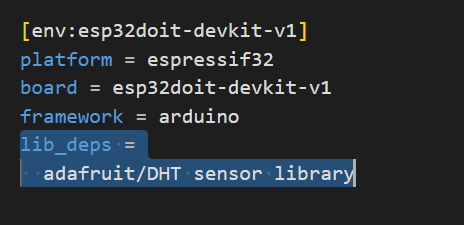 [env:esp32doit-devkit-v1]
platform = espressif32
board = esp32doit-devkit-v1
framework = arduino
lib_deps =
  adafruit/DHT sensor library